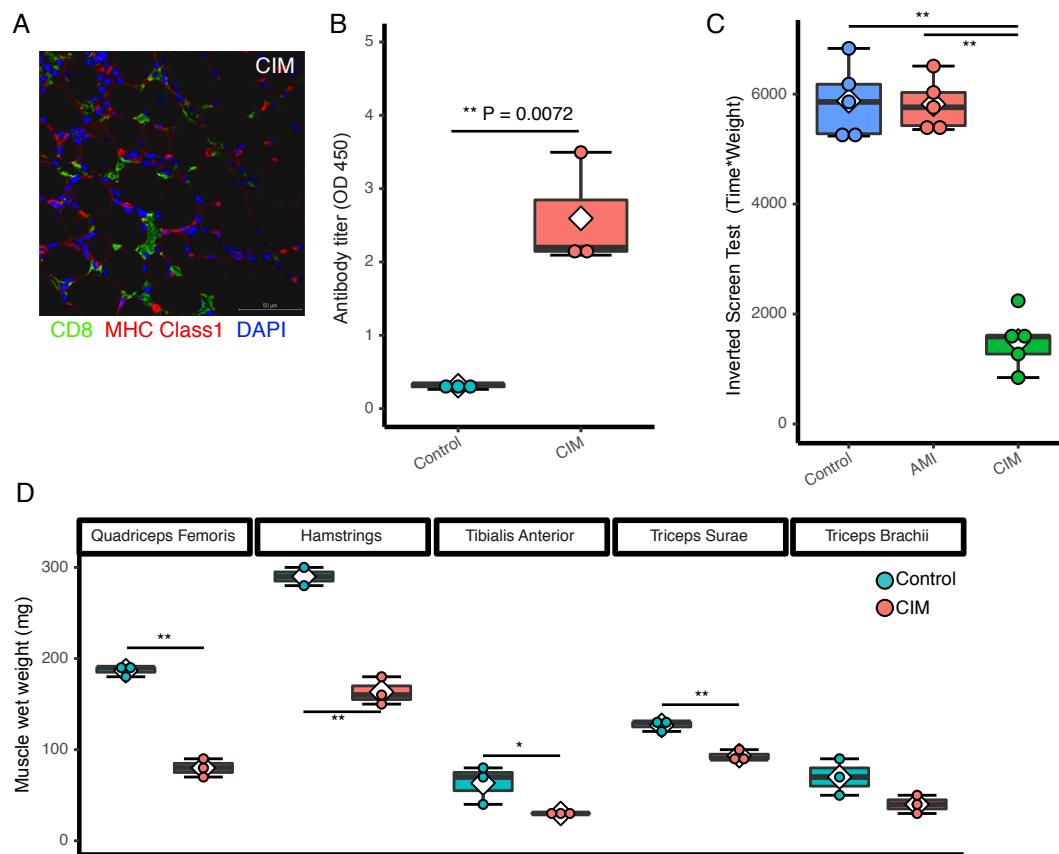 A
CIM
50 µm
CD8 MHC Class1 DAPI
B
Antibody titer (OD 450)
5
4
3
2
1
0
** P = 0.0072
Control
CIM
C
Inverted Screen Test (Time*Weight)
6000
4000
2000
0
**
**
Control
AMI
CIM
D
Quadriceps Femoris
Hamstrings
Tibialis Anterior
Triceps Surae
Triceps Brachii
Muscle wet weight (mg)
300
200
100
0
**
**
*
**
Control
CIM